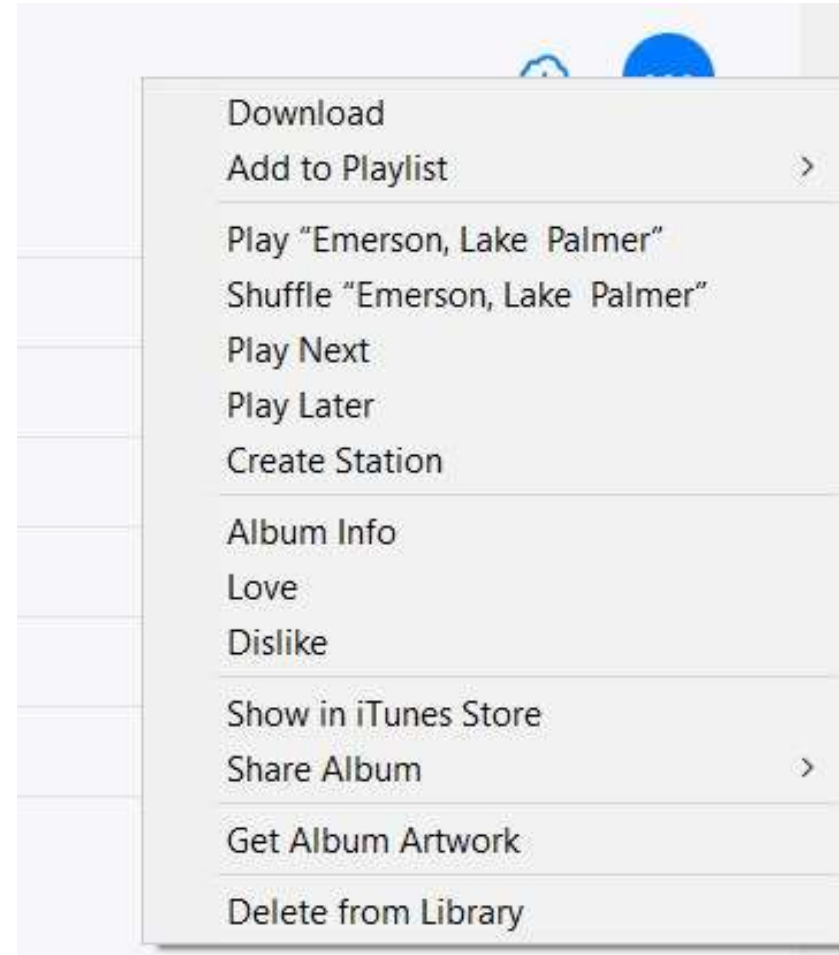 Download
Add to Playlist
Play “Emerson, Lake  Palmer”
Shuffle “Emerson, Lake  Palmer”
Play Next
Play Later
Create Station
Album Info
Love
Dislike
Show in iTunes Store
Share Album
Get Album Artwork
Delete from Library